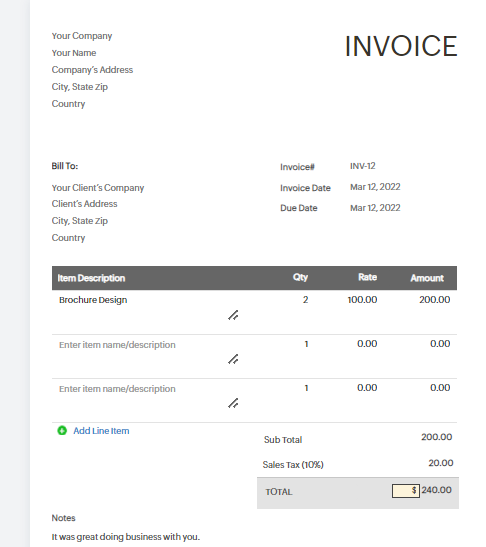 Your Company
INVOICE
Your Name
Company's Address
City, State Zip
Country
Bill To:
Invoice# INV-12
Your Client's Company
Invoice Date Mar 12, 2022
Client's Address
Due Date Mar 12, 2022
City, State Zip
Country
Item Description Qty Rate Amount
Brochure Design 2 100.00 200.00
Enter item name/description 1 0.00 0.00
Enter item name/description 1 0.00 0.00
Add Line Item
Sub Total 200.00
Sales Tax (10%) 20.00
TOTAL $ 240.00
Notes
It was great doing business with you.